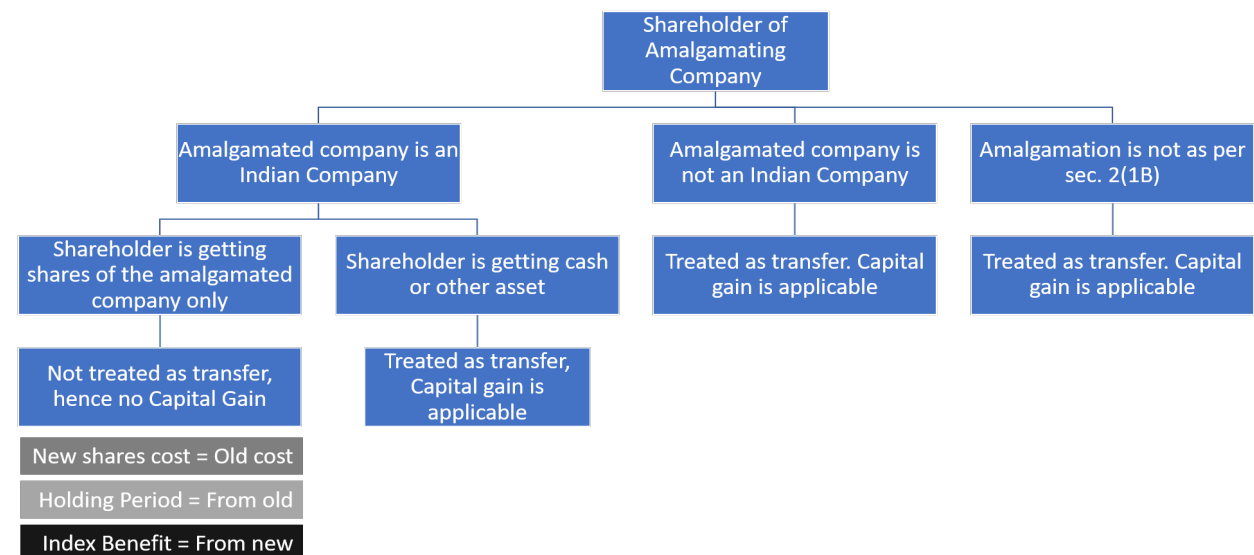 Shareholder of
Amalgamating
Company
Amalgamated company is an
Indian Company
Amalgamated company is
not an Indian Company
Amalgamation is not as per
sec. 2(1B)
Shareholder is getting
shares of the amalgamated
company only
Shareholder is getting cash
or other asset
Treated as transfer. Capital
gain is applicable
Treated as transfer. Capital
gain is applicable
Not treated as transfer,
hence no Capital Gain
Treated as transfer,
Capital gain is
applicable
New shares cost = Old cost
Holding Period = From old
Index Benefit = From new